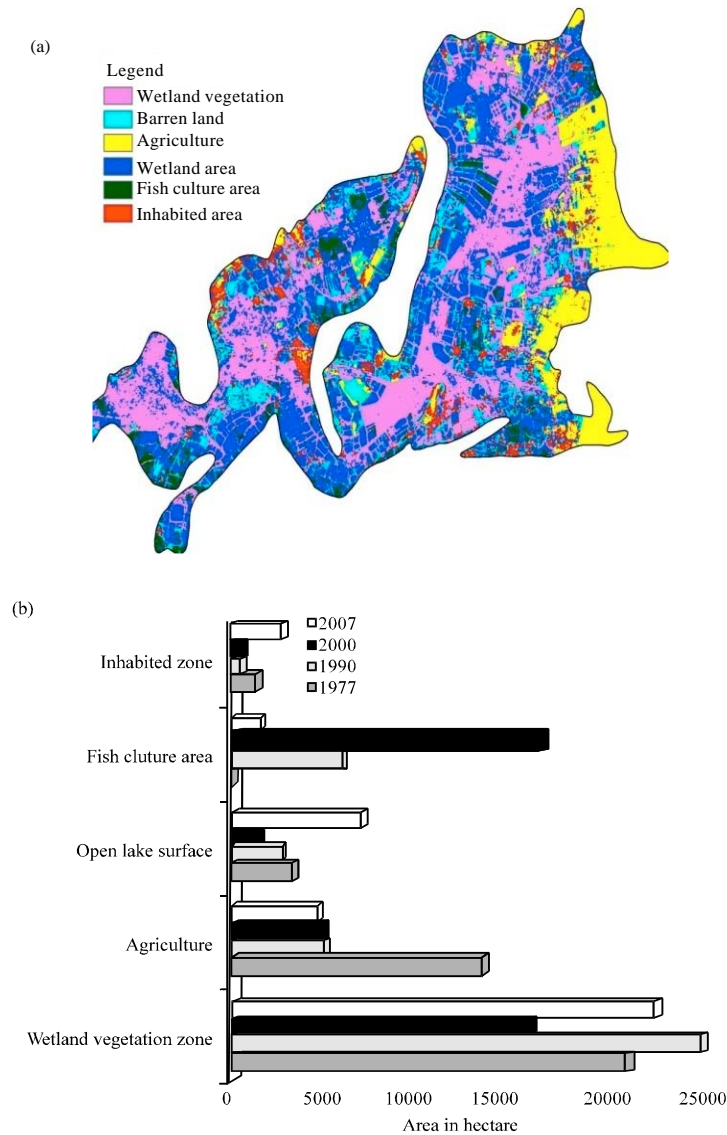 (a)
Legend
Wetland vegetation
Barren land
Agriculture
Wetland area
Fish culture area
Inhabited area
(b)
2007
2000
1990
1977
Inhabited zone
Fish cluture area
Open lake surface
Agriculture
Wetland vegetation zone
0 5000 10000 15000 20000 25000
Area in hectare